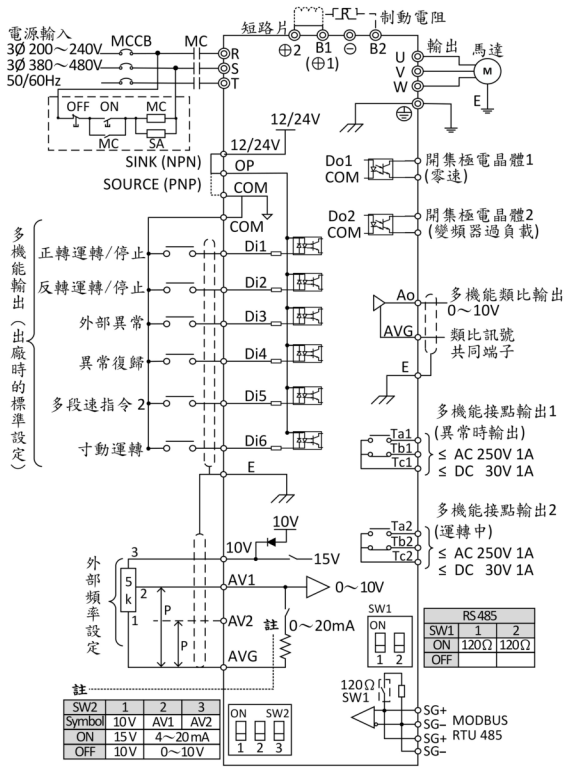 電源輸入
3Ø 200～240V
3Ø 380～480V
50/60Hz
MCCB
MC
R
S
T
短路片
R
制動電阻
⊕2
B1
(⊕1)
⊖
B2
U
V
W
輸出
馬達
M
E
OFF
ON
MC
MC
SA
12/24V
12/24V
SINK (NPN)
OP
SOURCE (PNP)
COM
COM
多機能輸出(出廠時的標準設定)
正轉運轉/停止
Di1
反轉運轉/停止
Di2
外部異常
Di3
異常復歸
Di4
多段速指令 2
Di5
寸動運轉
Di6
E
Do1
COM
開集極電晶體1
(零速)
Do2
COM
開集極電晶體2
(變頻器過負載)
Ao
多機能類比輸出
0～10V
AVG
類比訊號
共同端子
E
多機能接點輸出1
(異常時輸出)
Ta1
Tb1
Tc1
≤ AC 250V 1A
≤ DC 30V 1A
多機能接點輸出2
(運轉中)
Ta2
Tb2
Tc2
≤ AC 250V 1A
≤ DC 30V 1A
外部頻率設定
10V
10V
15V
3
5k
2
1
P
P
AV1
0～10V
AV2
註
0～20mA
AVG
註
SW2 1 2 3
Symbol 10V AV1 AV2
ON 15V 4～20mA
OFF 10V 0～10V
ON SW2
1 2 3
SW1
ON
1 2
RS485
SW1 1 2
ON 120Ω 120Ω
OFF
120Ω
SW1
SG+
SG−
SG+
SG−
MODBUS
RTU 485